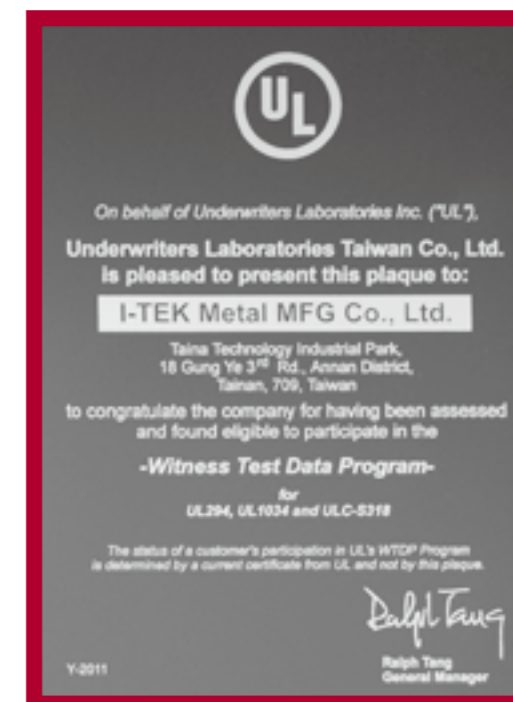 UL
On behalf of Underwriters Laboratories Inc. ("UL"),
Underwriters Laboratories Taiwan Co., Ltd.
is pleased to present this plaque to:
I-TEK Metal MFG Co., Ltd.
Taina Technology Industrial Park,
18 Gung Ye 3rd Rd., Annan District,
Tainan, 709, Taiwan
to congratulate the company for having been assessed
and found eligible to participate in the
-Witness Test Data Program-
for
UL294, UL1034 and ULC-S318
The status of a customer's participation in UL's WTDP Program
is determined by a current certificate from UL and not by this plaque.
Ralph Tang
Ralph Tang
General Manager
Y-2011